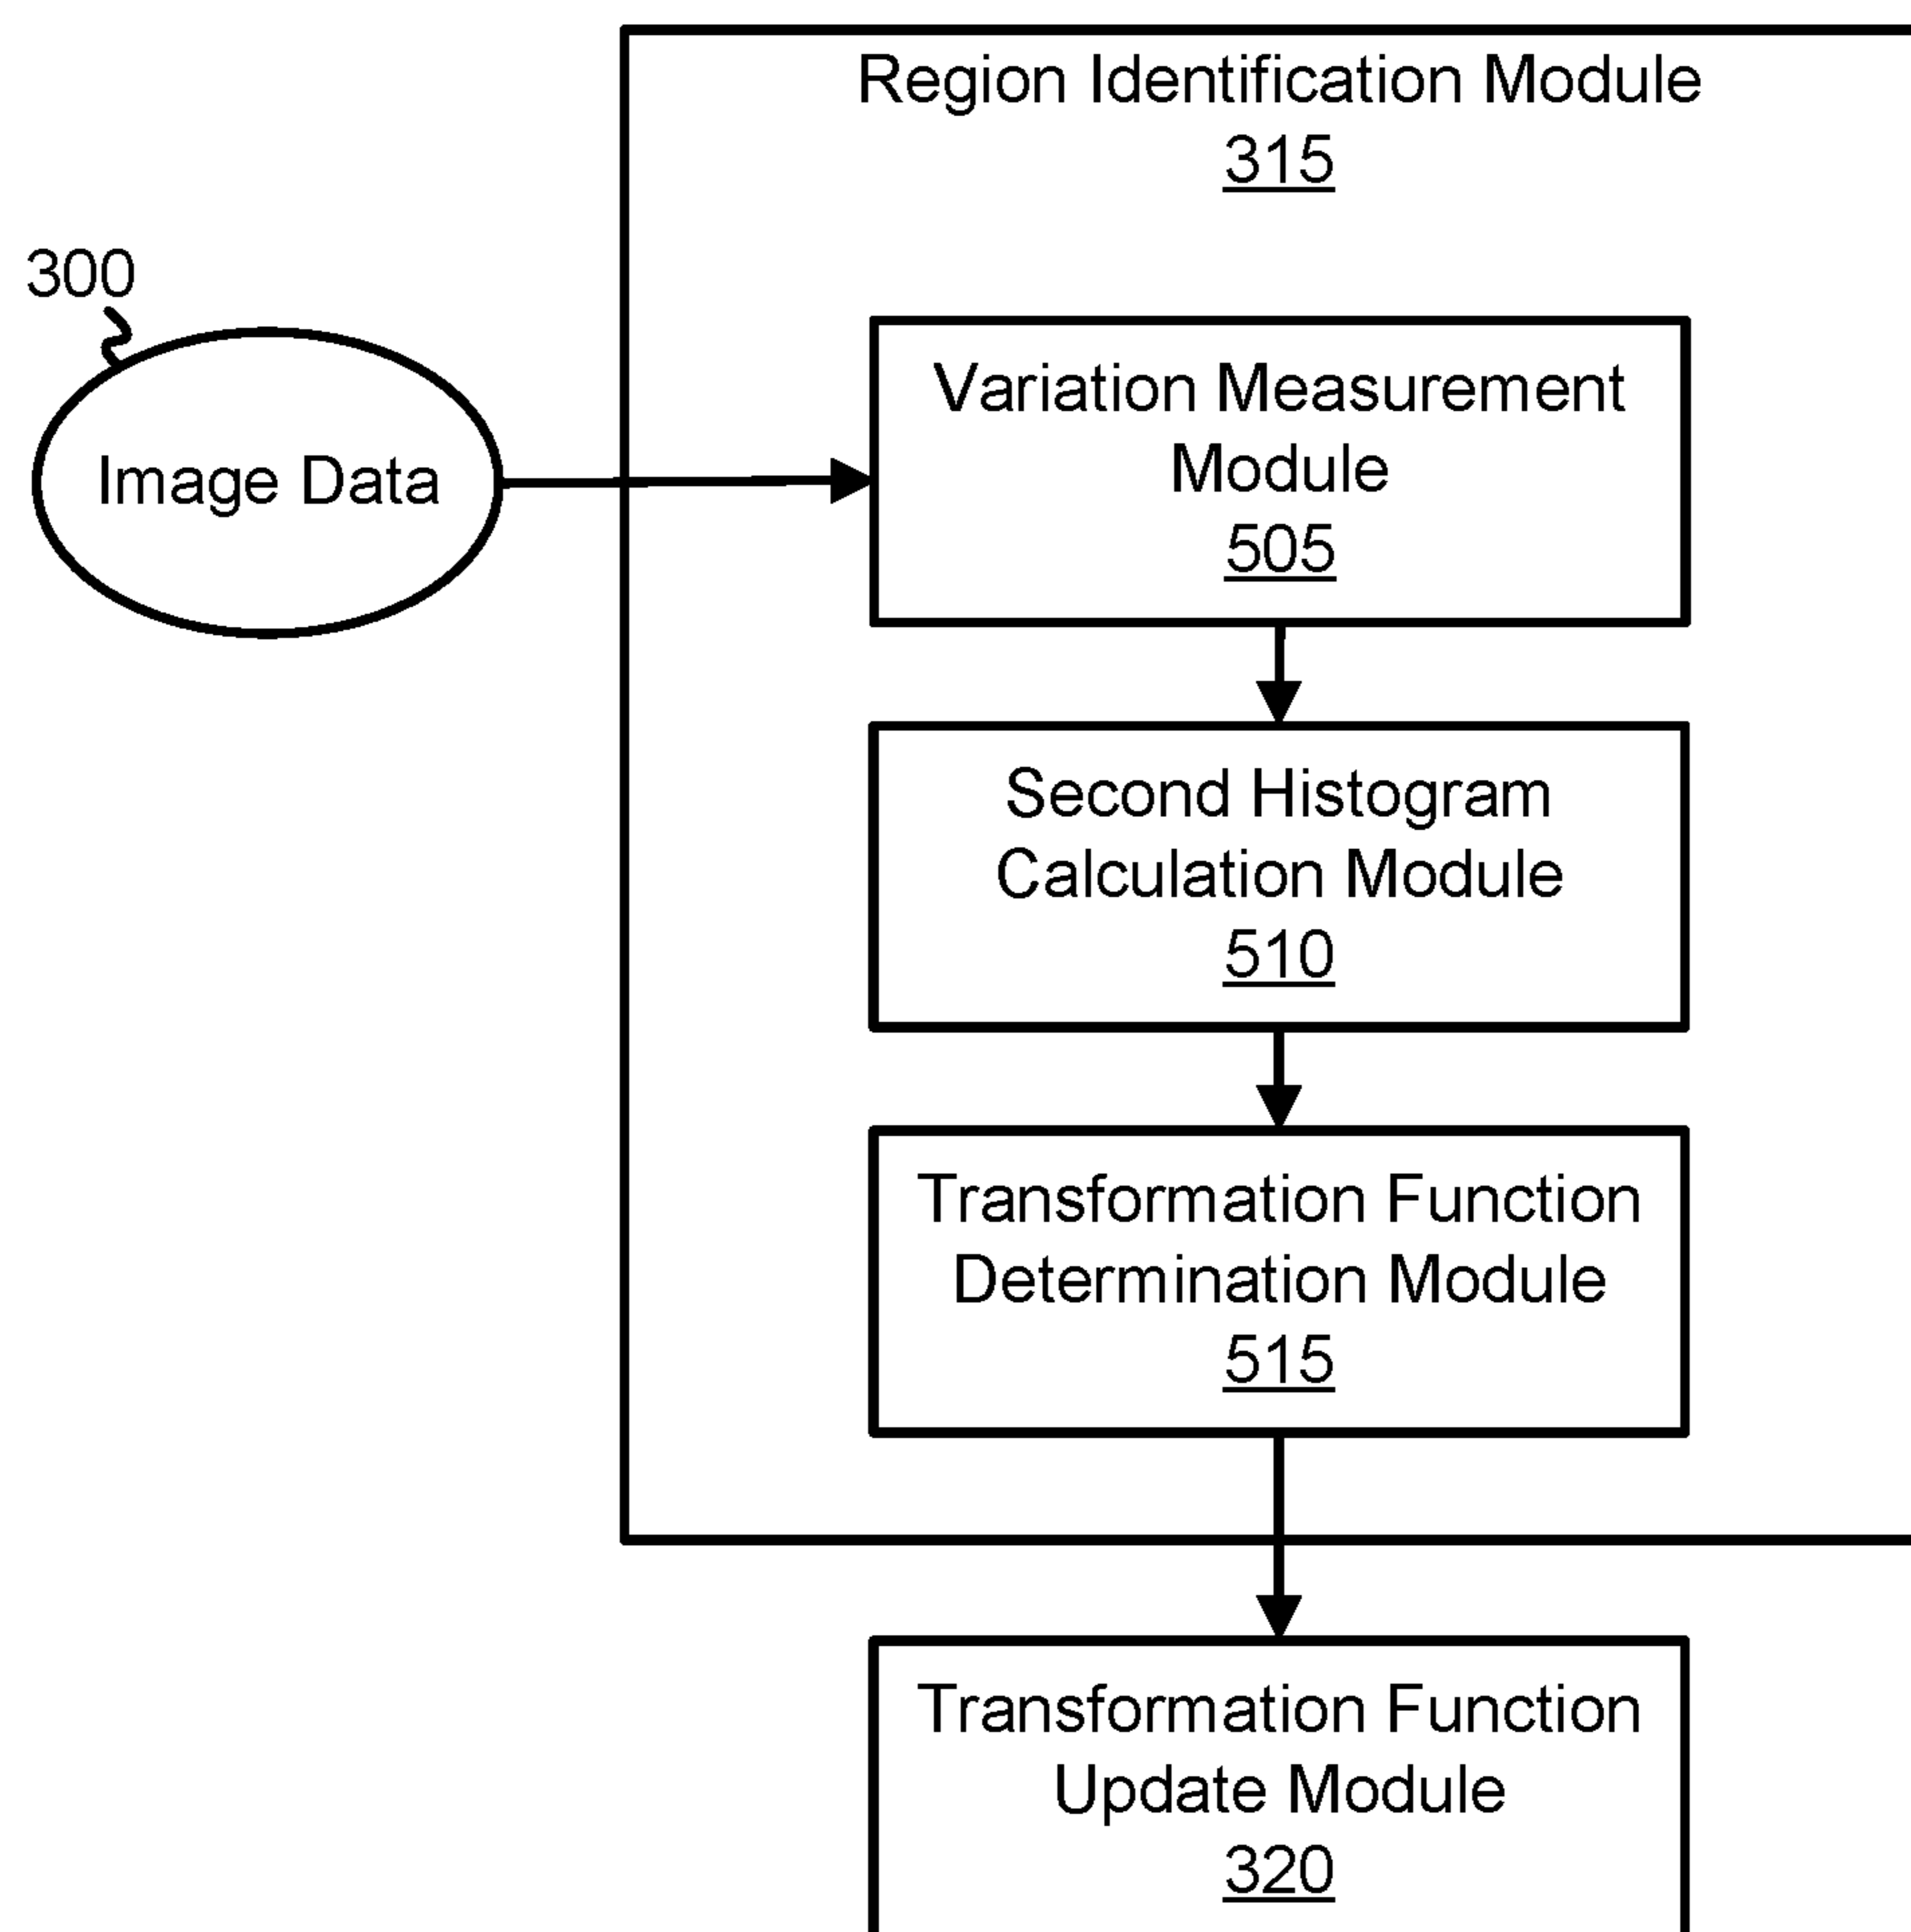 Region Identification Module
315
300
Image Data
Variation Measurement
Module
505
Second Histogram
Calculation Module
510
Transformation Function
Determination Module
515
Transformation Function
Update Module
320